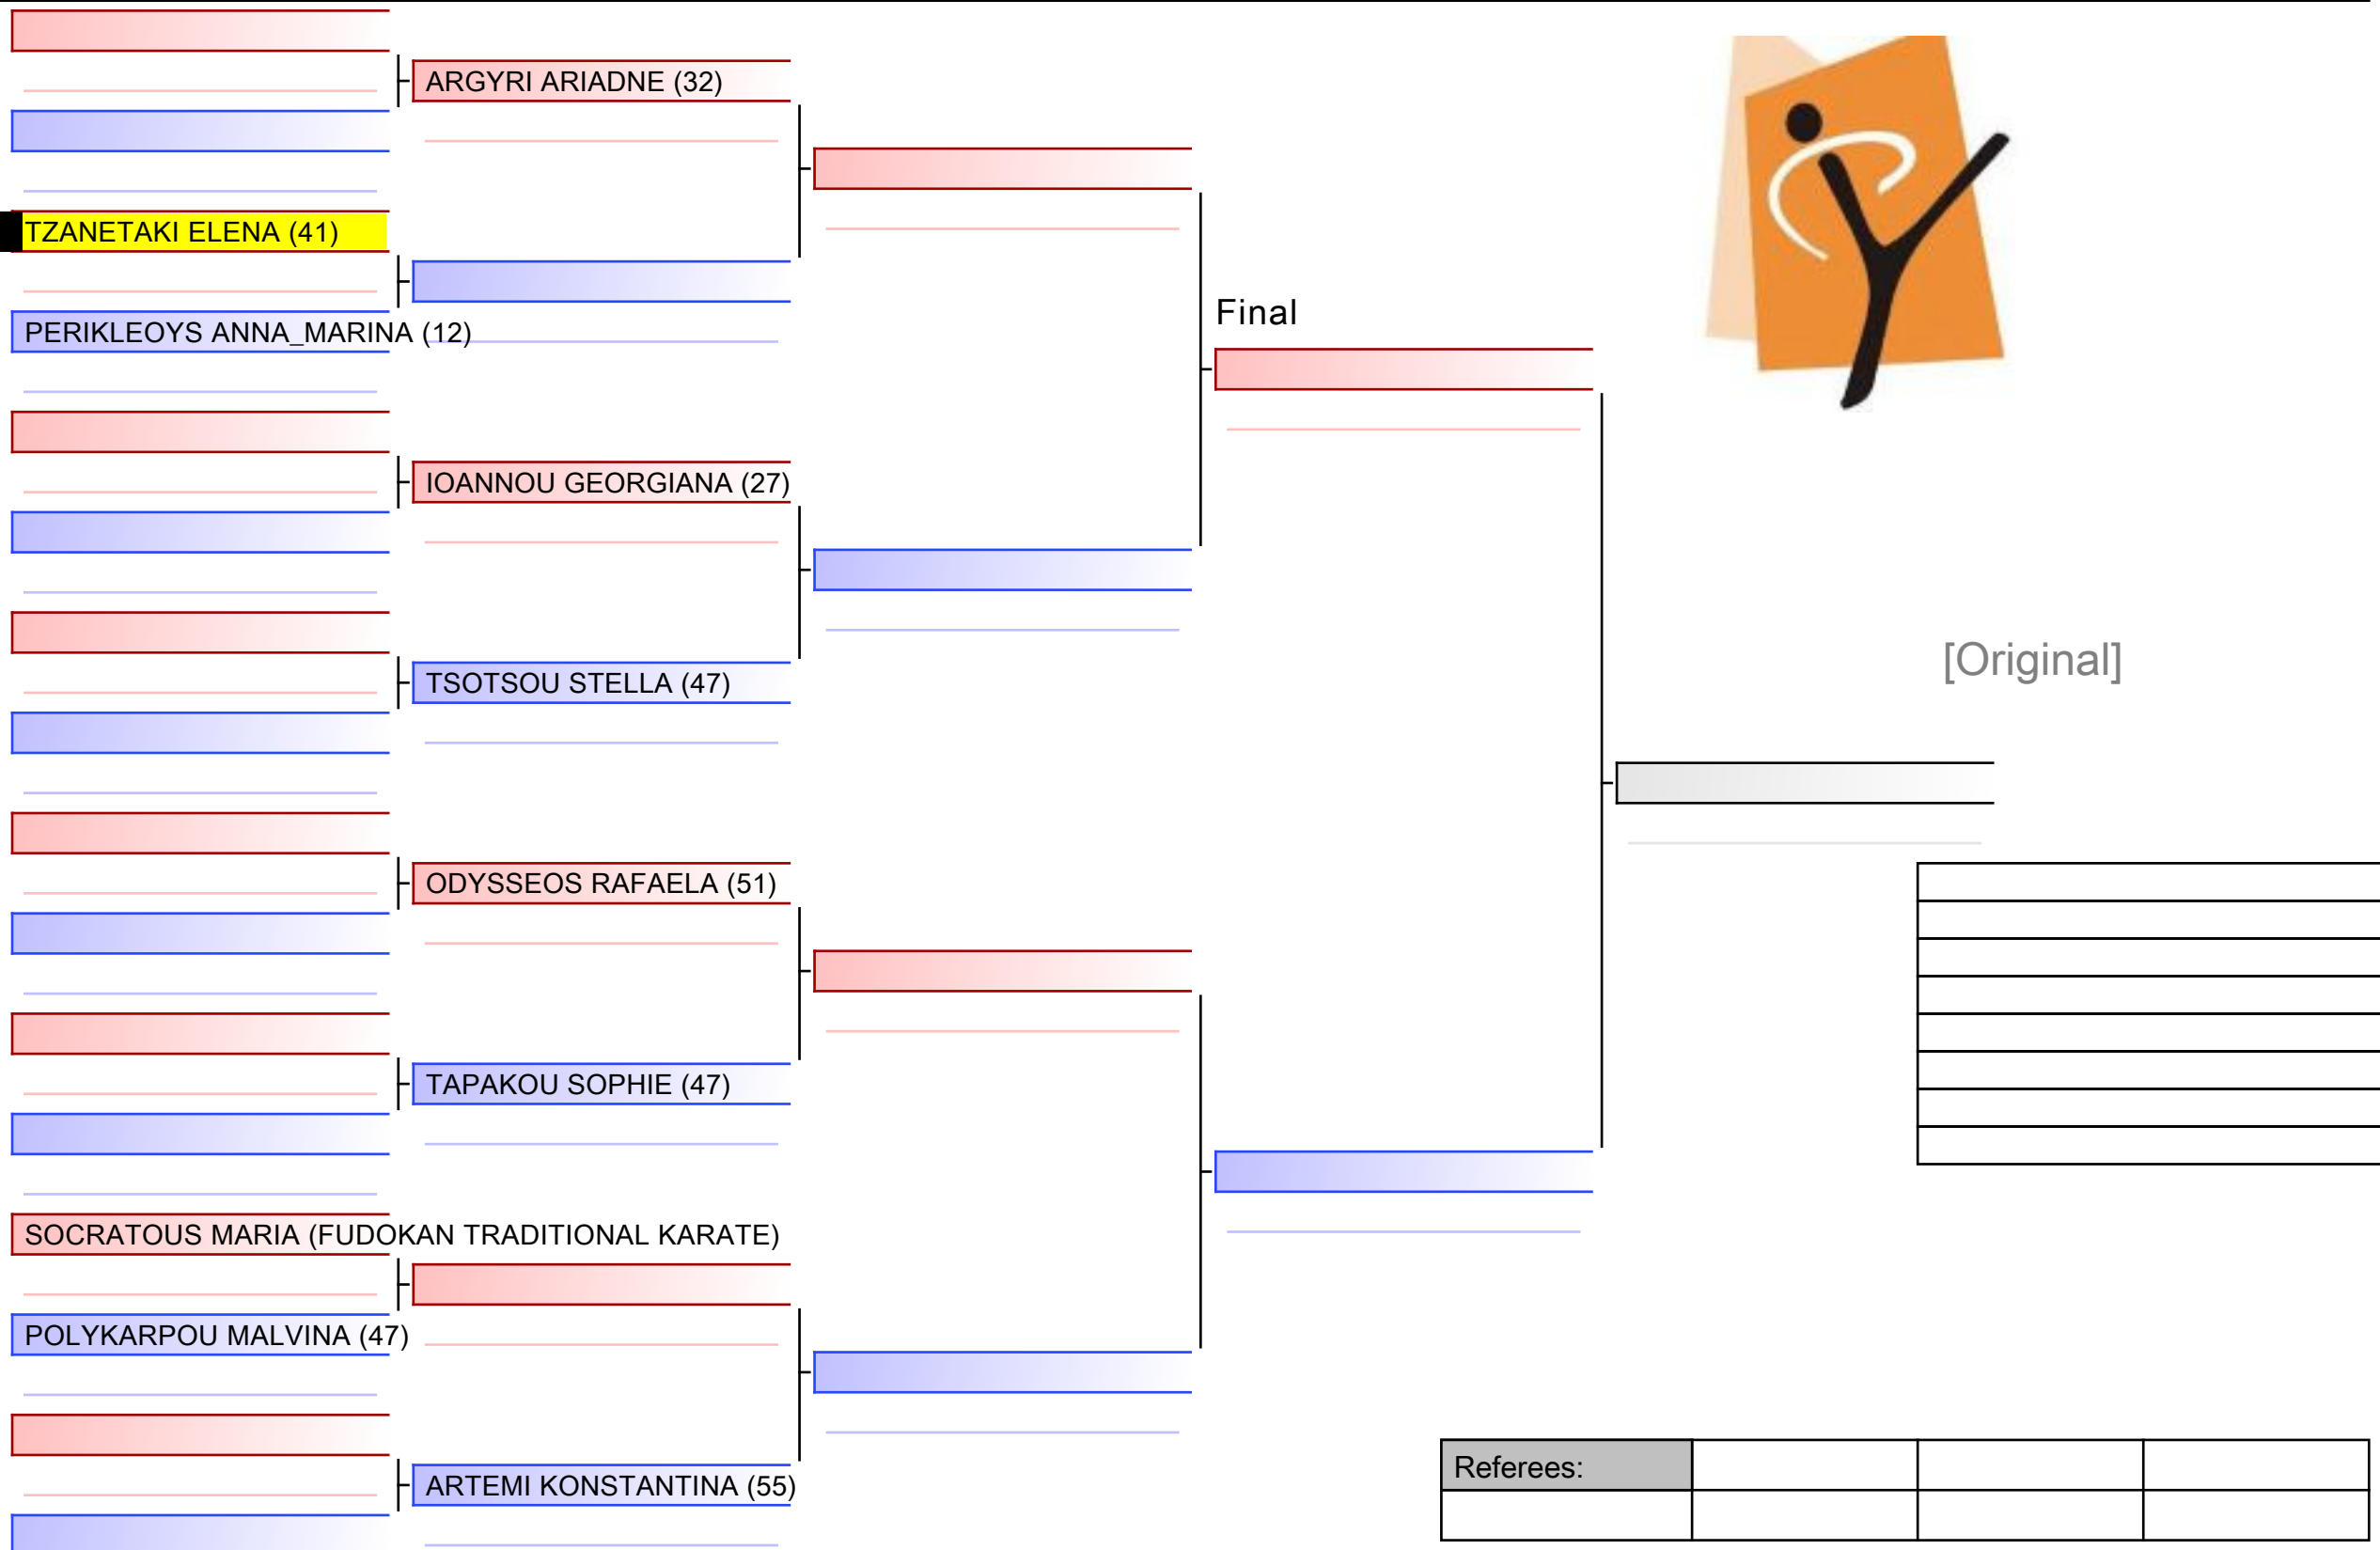 ARGYRI ARIADNE (32)
TZANETAKI ELENA (41)
PERIKLEOYS ANNA_MARINA (12)
Final
IOANNOU GEORGIANA (27)
TSOTSOU STELLA (47)
[Original]
ODYSSEOS RAFAELA (51)
TAPAKOU SOPHIE (47)
SOCRATOUS MARIA (FUDOKAN TRADITIONAL KARATE)
POLYKARPOU MALVINA (47)
ARTEMI KONSTANTINA (55)
Referees: